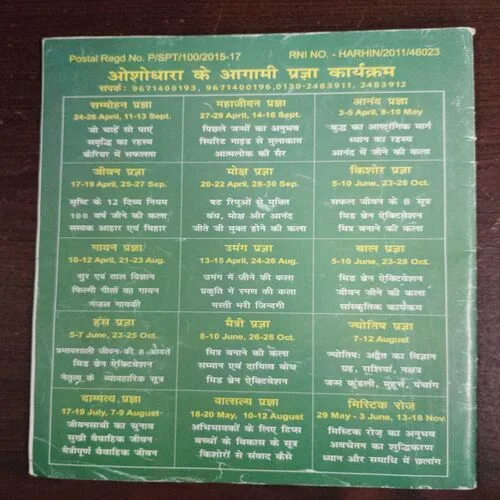 Postal Regd No. P/SPT/100/2015-17 RNI NO. - HARHIN/2011/46023
ओशोधारा के आगामी प्रज्ञा कार्यक्रम
संपर्क: 9671400193, 9671400196,0130-2483911, 2483912
सम्मोहन प्रज्ञा
24-26 April, 11-13 Sept.
जो चाहें सो पाएं
समृद्धि का रहस्य
कैरियर में सफलता
महाजीवन प्रज्ञा
27-29 April, 14-16 Sept.
पिछले जन्मों का अनुभव
स्पिरिट गाइड से मुलाकात
आत्मलोक की सैर
आनंद प्रज्ञा
3-5 April, 8-10 May
बुद्ध का आष्टांगिक मार्ग
ध्यान का रहस्य
आनंद में जीने की कला
जीवन प्रज्ञा
17-19 April, 25-27 Sep.
सृष्टि के 12 दिव्य नियम
100 वर्ष जीने की कला
सम्यक आहार एवं विहार
मोक्ष प्रज्ञा
20-22 April, 28-30 Sep.
षट रिपुओं से मुक्ति
बंध, मोक्ष और आनंद
जीते जी मुक्त होने की कला
किशोर प्रज्ञा
5-10 June, 23-28 Oct.
सफल जीवन के 8 सूत्र
मिड ब्रेन ऐक्टिवेशन
मित्र बनाने की कला
गायन प्रज्ञा
10-12 April, 21-23 Aug.
सुर एवं ताल विज्ञान
फिल्मी गीतों का गायन
गजल गायकी
उमंग प्रज्ञा
13-15 April, 24-26 Aug.
उमंग में जीने की कला
प्रकृति में रमण की कला
मस्ती भरी जिन्दगी
बाल प्रज्ञा
5-10 June, 23-28 Oct.
मिड ब्रेन ऐक्टिवेशन
जीवन जीने की कला
सांस्कृतिक कार्यक्रम
हंस प्रज्ञा
5-7 June, 23-25 Oct.
प्रभावशाली जीवन की 8 आदतें
मिड ब्रेन ऐक्टिवेशन
नेतृत्व के व्यावहारिक सूत्र
मैत्री प्रज्ञा
8-10 June, 26-28 Oct.
मित्र बनाने की कला
सम्मान एवं दायित्व बोध
मिड ब्रेन ऐक्टिवेशन
ज्योतिष प्रज्ञा
7-12 August
ज्योतिष: अद्वैत का विज्ञान
ग्रह, राशियां, नक्षत्र
जन्म कुंडली, मुहूर्त, पंचांग
दाम्पत्य प्रज्ञा
17-19 July, 7-9 August
जीवनसाथी का चुनाव
सुखी वैवाहिक जीवन
मैत्रीपूर्ण वैवाहिक जीवन
वात्सल्य प्रज्ञा
18-20 May, 10-12 August
अभिभावकों के लिए टिप्स
बच्चों के विकास के सूत्र
किशोरों से संवाद कैसे
मिस्टिक रोज
29 May - 3 June, 13-18 Nov.
मिस्टिक रोज का अनुभव
अवचेतन का शुद्धिकरण
ध्यान और समाधि में छलांग